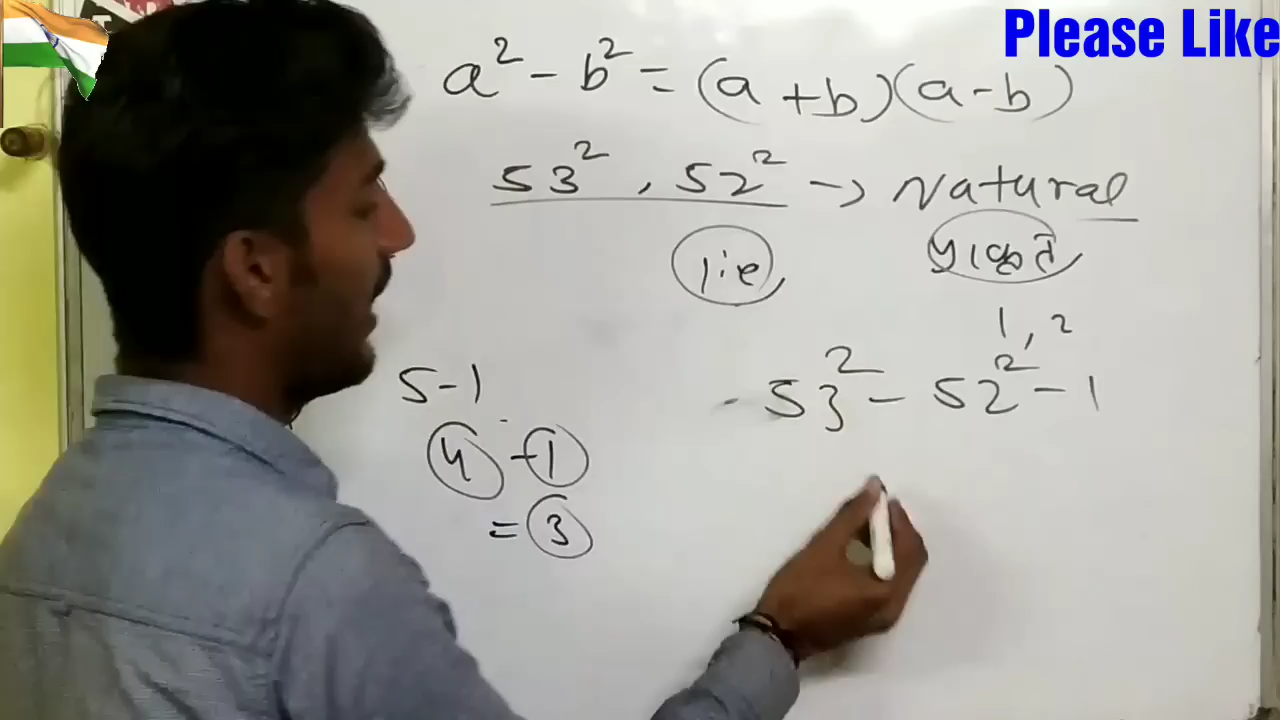 Please Like
a² - b² = (a + b)(a - b)
53² , 52² → Natural
lie
1, 2
5 - 1
53² - 52² - 1
4 - 1
= 3